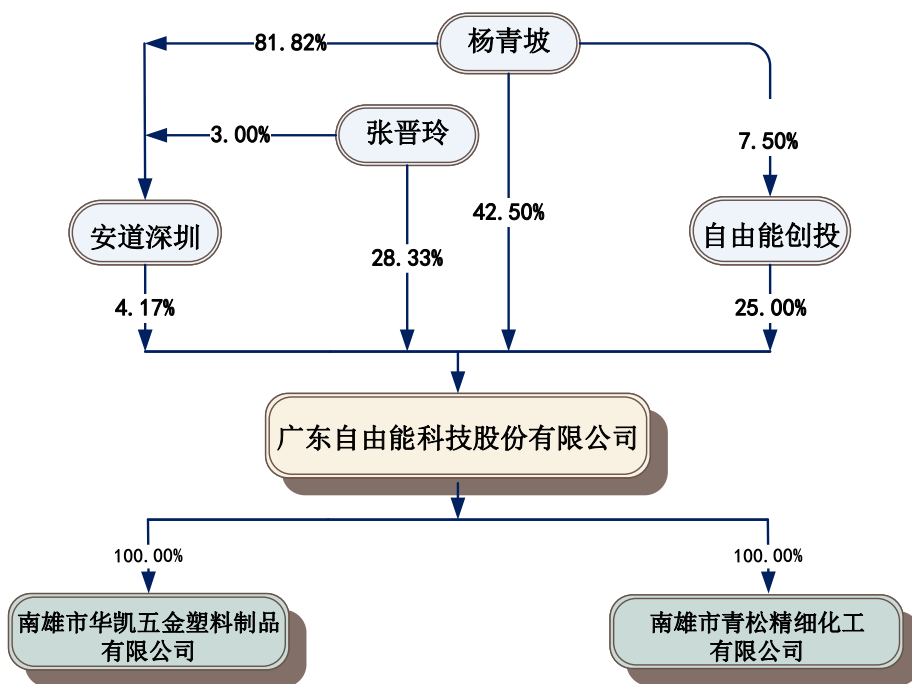 杨青坡
81.82%
张晋玲
3.00%
7.50%
42.50%
安道深圳
自由能创投
28.33%
4.17%
25.00%
广东自由能科技股份有限公司
100.00%
100.00%
南雄市华凯五金塑料制品
有限公司
南雄市青松精细化工
有限公司